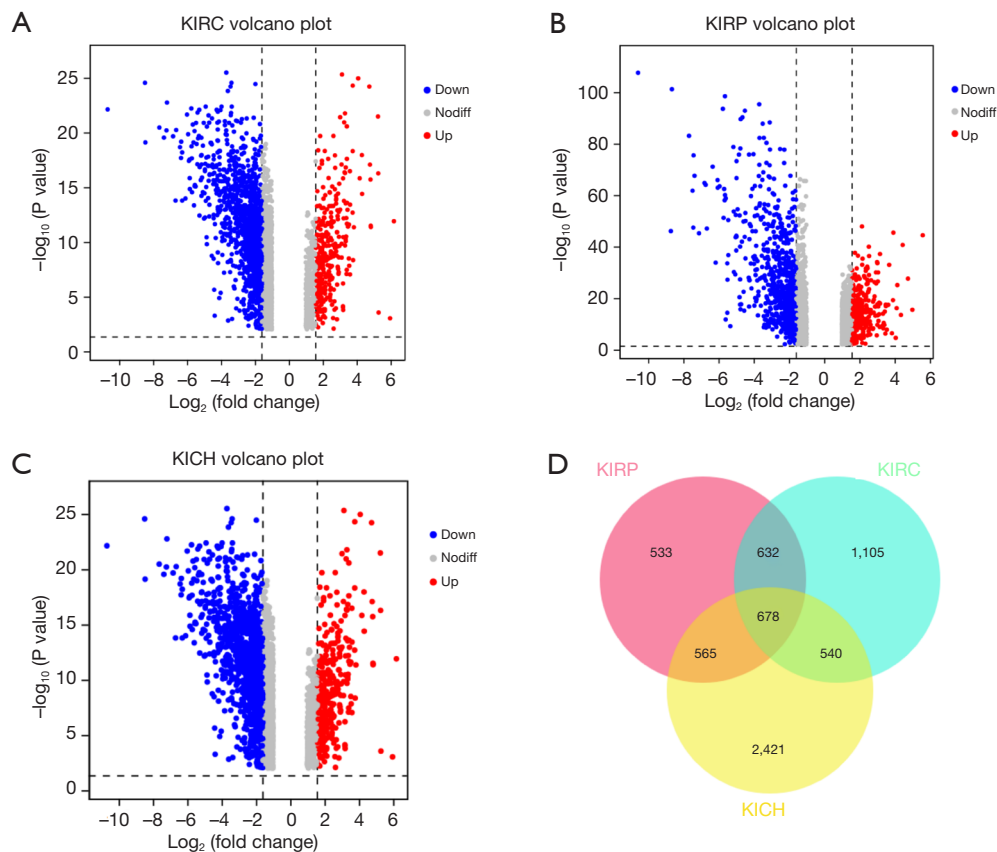 A
KIRC volcano plot
25
20
15
10
5
0
−log10 (P value)
−10 −8 −6 −4 −2 0 2 4 6
Log2 (fold change)
Down
Nodiff
Up
B
KIRP volcano plot
100
80
60
40
20
0
−log10 (P value)
−10 −8 −6 −4 −2 0 2 4 6
Log2 (fold change)
Down
Nodiff
Up
C
KICH volcano plot
25
20
15
10
5
0
−log10 (P value)
−10 −8 −6 −4 −2 0 2 4 6
Log2 (fold change)
Down
Nodiff
Up
D
KIRP KIRC
533 632 1,105
678
565 540
2,421
KICH